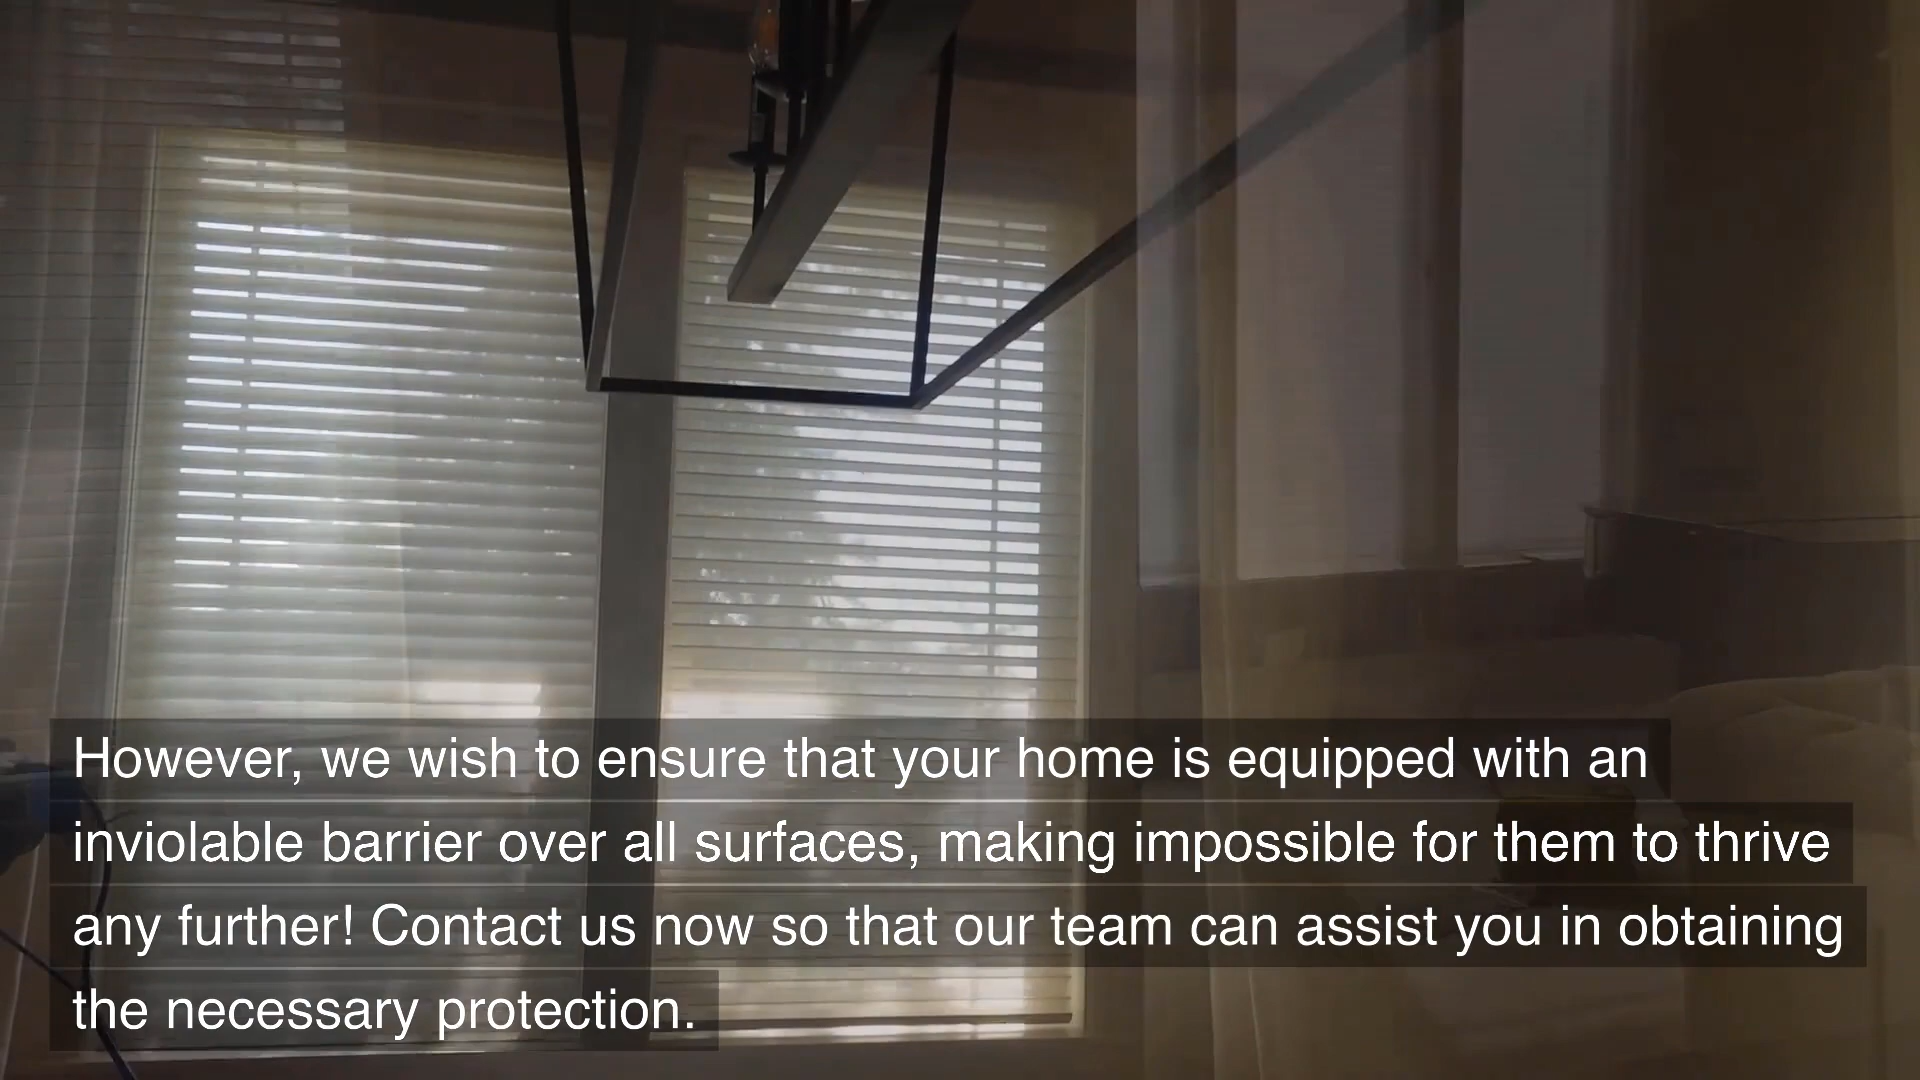 However, we wish to ensure that your home is equipped with an
inviolable barrier over all surfaces, making impossible for them to thrive
any further! Contact us now so that our team can assist you in obtaining
the necessary protection.